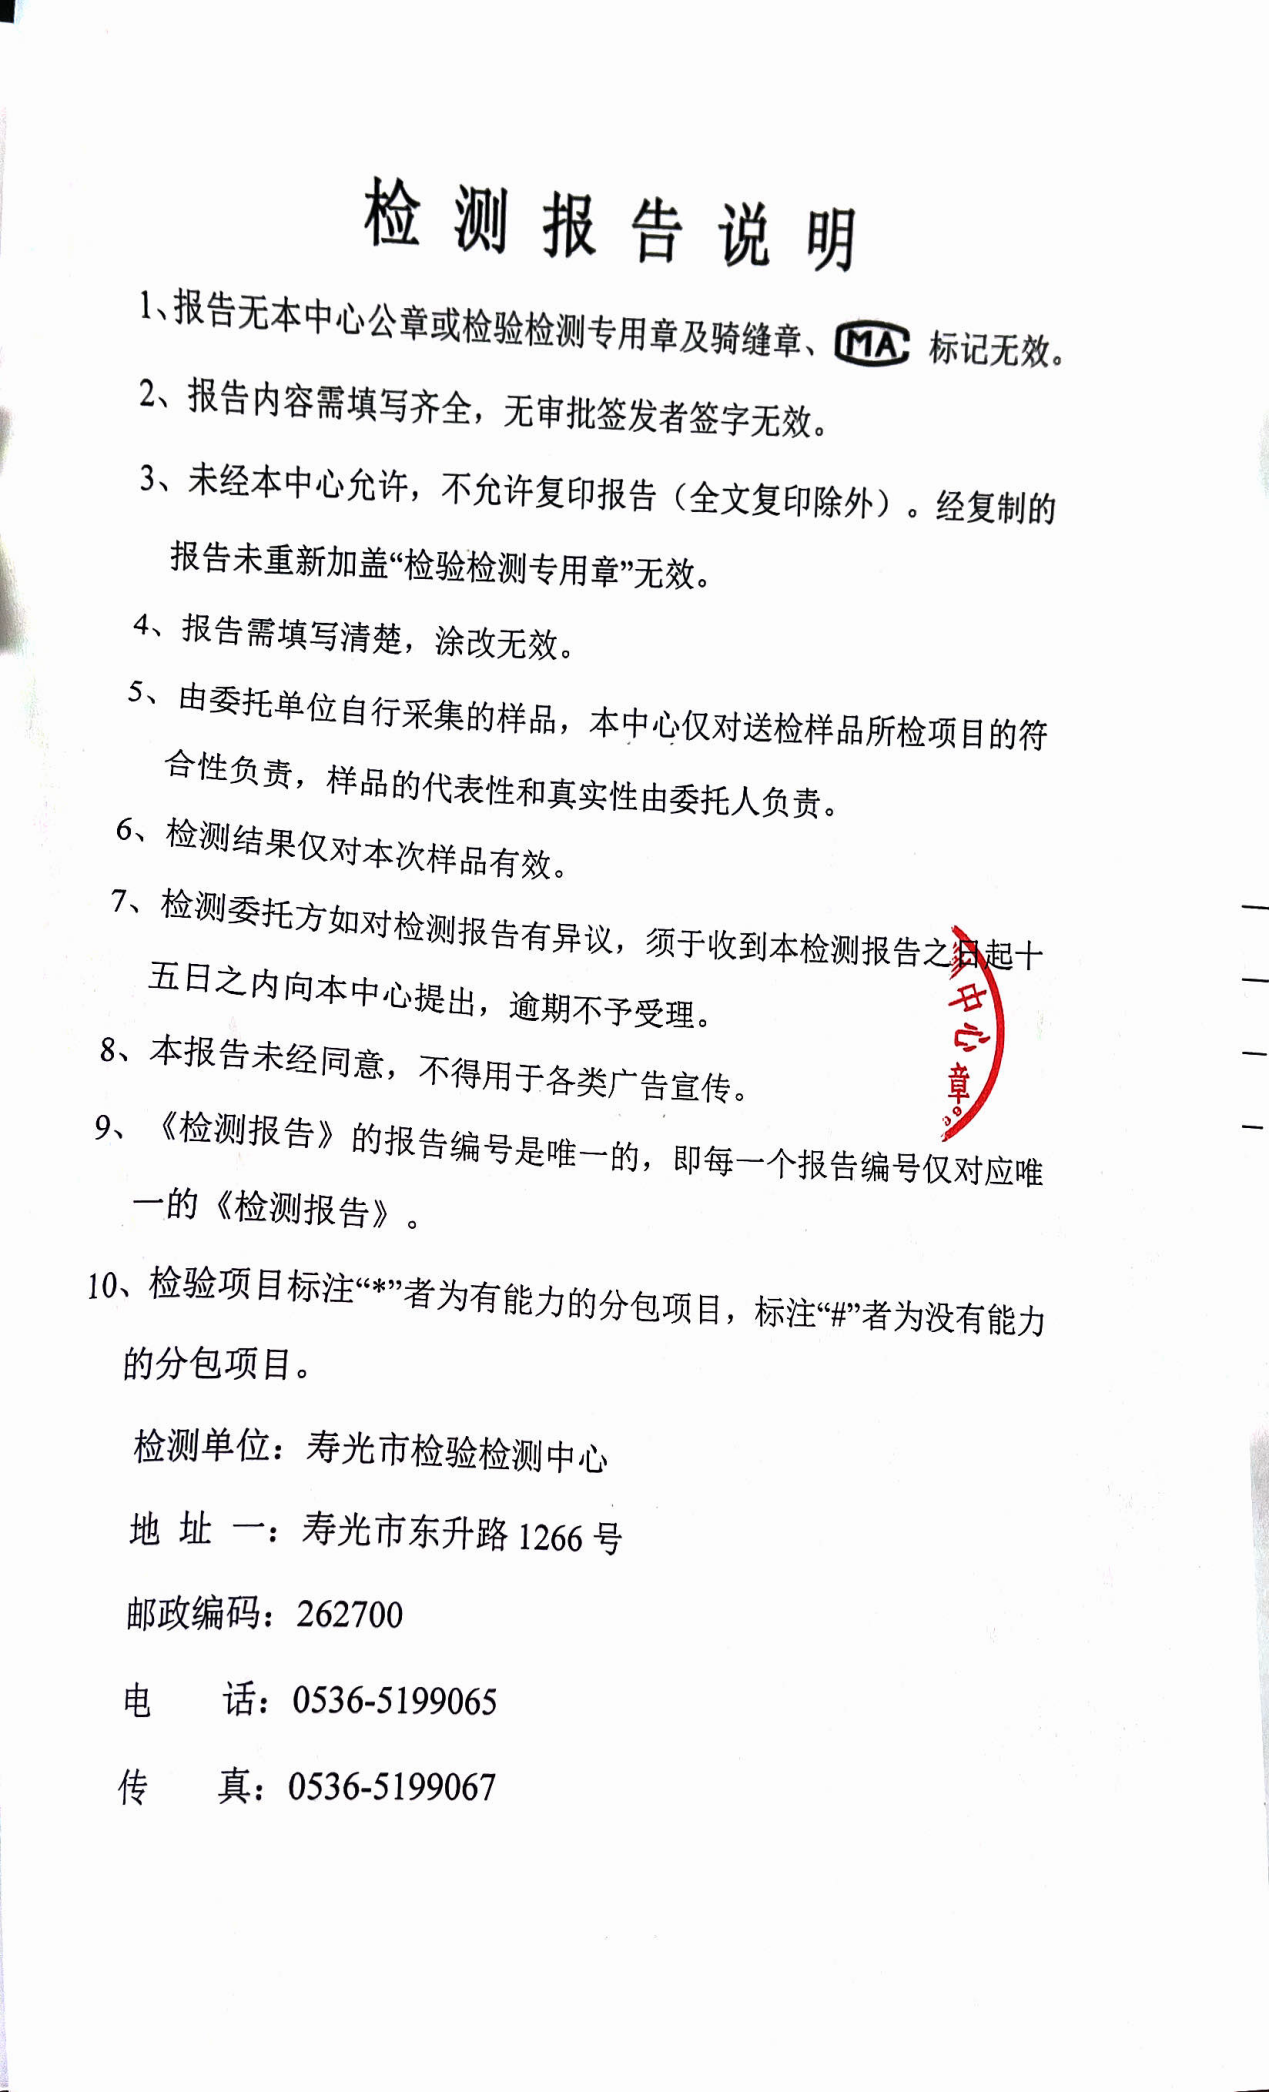 检测报告说明
1、报告无本中心公章或检验检测专用章及骑缝章、MA 标记无效。
2、报告内容需填写齐全，无审批签发者签字无效。
3、未经本中心允许，不允许复印报告（全文复印除外）。经复制的
报告未重新加盖“检验检测专用章”无效。
4、报告需填写清楚，涂改无效。
5、由委托单位自行采集的样品，本中心仅对送检样品所检项目的符
合性负责，样品的代表性和真实性由委托人负责。
6、检测结果仅对本次样品有效。
7、检测委托方如对检测报告有异议，须于收到本检测报告之日起十
五日之内向本中心提出，逾期不予受理。
中心章
8、本报告未经同意，不得用于各类广告宣传。
9、《检测报告》的报告编号是唯一的，即每一个报告编号仅对应唯
一的《检测报告》。
10、检验项目标注“*”者为有能力的分包项目，标注“#”者为没有能力
的分包项目。
检测单位：寿光市检验检测中心
地 址 一：寿光市东升路 1266 号
邮政编码：262700
电 话：0536-5199065
传 真：0536-5199067